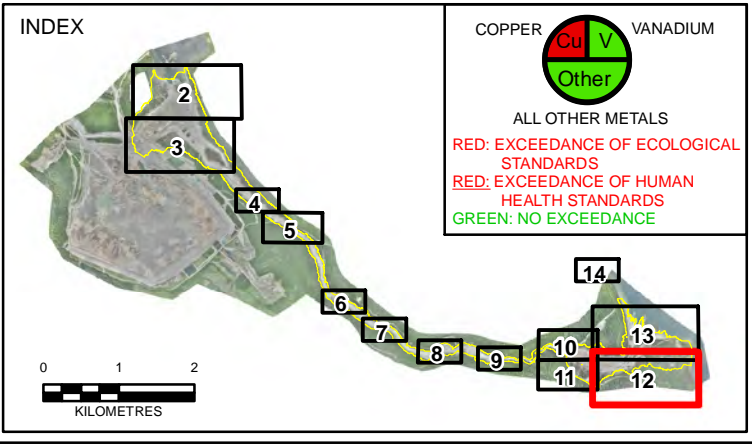 INDEX
COPPER
VANADIUM
Cu
V
Other
ALL OTHER METALS
RED: EXCEEDANCE OF ECOLOGICAL
STANDARDS
RED: EXCEEDANCE OF HUMAN
HEALTH STANDARDS
GREEN: NO EXCEEDANCE
2
3
4
5
6
7
8
9
10
11
12
13
14
0 1 2
KILOMETRES